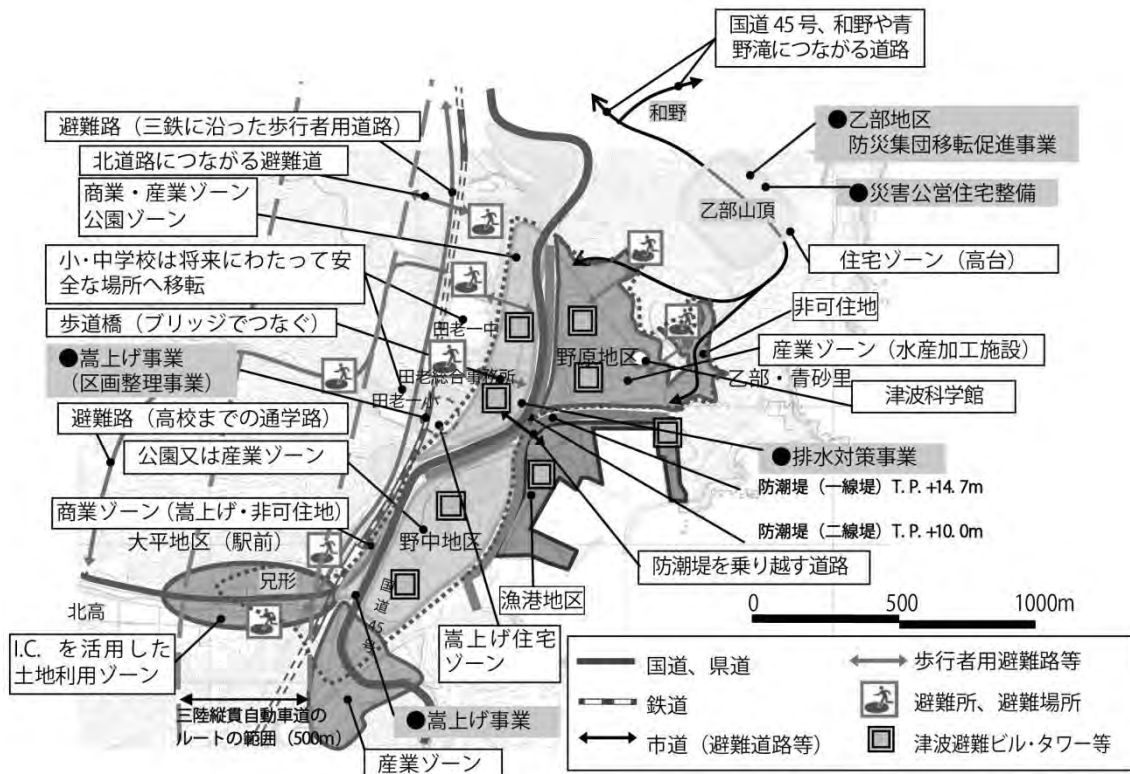 国道 45 号、和野や青
野滝につながる道路
和野
避難路（三鉄に沿った歩行者用道路）
●乙部地区
防災集団移転促進事業
北道路につながる避難道
商業・産業ゾーン
公園ゾーン
●災害公営住宅整備
乙部山頂
住宅ゾーン（高台）
小・中学校は将来にわたって安
全な場所へ移転
非可住地
歩道橋（ブリッジでつなぐ）
田老一中
野原地区
産業ゾーン（水産加工施設）
●嵩上げ事業
（区画整理事業）
田老総合事務所
乙部・青砂里
津波科学館
田老一小
避難路（高校までの通学路）
公園又は産業ゾーン
●排水対策事業
防潮堤（一線堤）T. P. +14. 7m
商業ゾーン（嵩上げ・非可住地）
大平地区（駅前）
野中地区
防潮堤（二線堤）T. P. +10. 0m
防潮堤を乗り越す道路
兄形
北高
国道45号
漁港地区
0 500 1000m
I.C. を活用した
土地利用ゾーン
嵩上げ住宅
ゾーン
三陸縦貫自動車道の
ルートの範囲（500m）
●嵩上げ事業
産業ゾーン
国道、県道
歩行者用避難路等
鉄道
避難所、避難場所
市道（避難道路等）
津波避難ビル・タワー等